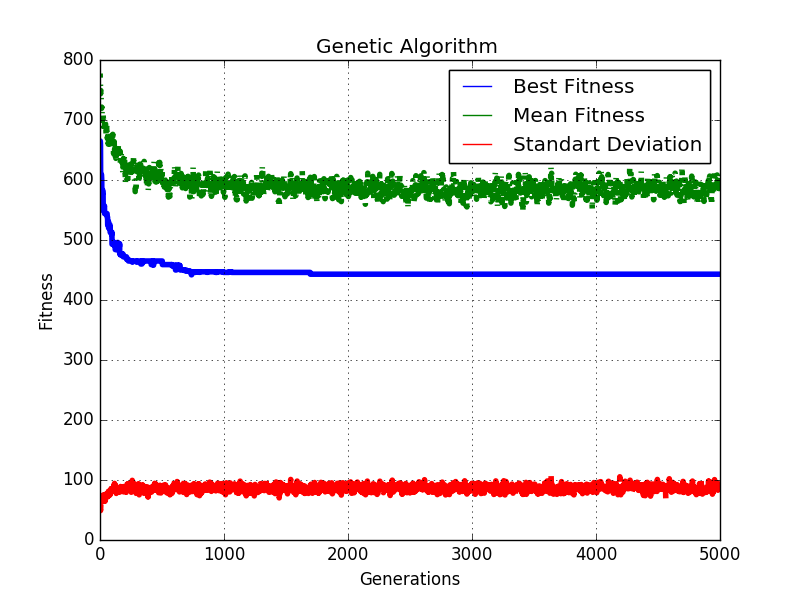 Genetic Algorithm
Best Fitness
Mean Fitness
Standart Deviation
800
700
600
500
400
300
200
100
0
Fitness
0 1000 2000 3000 4000 5000
Generations